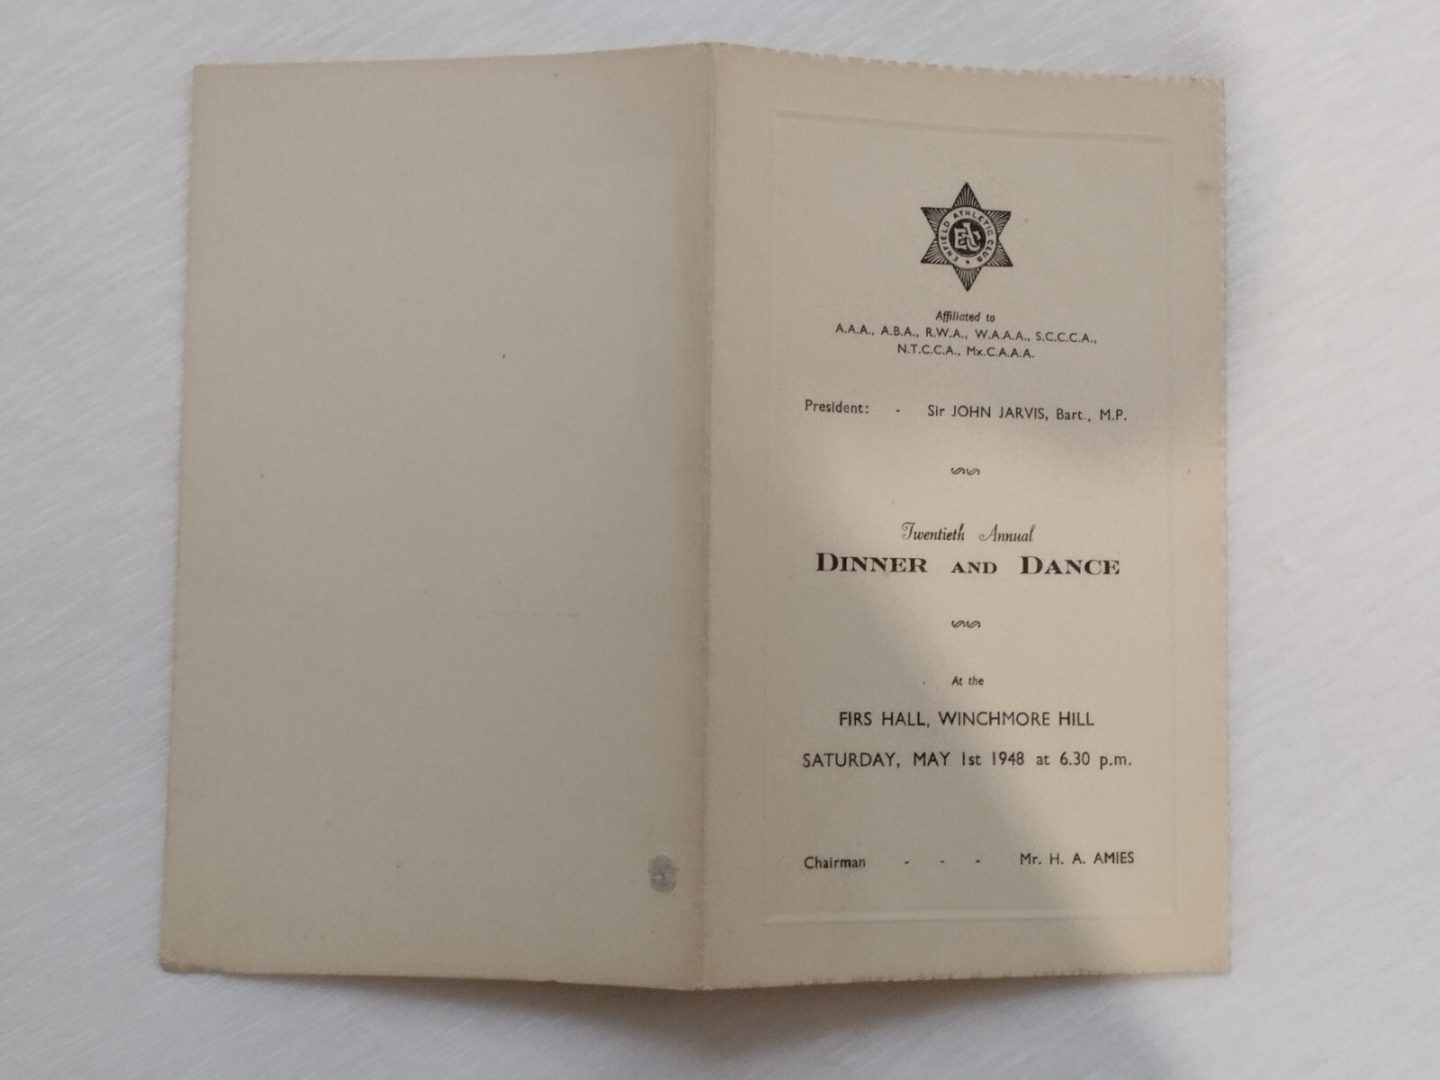 ENFIELD ATHLETIC CLUB
EAC
Affiliated to
A.A.A., A.B.A., R.W.A., W.A.A.A., S.C.C.C.A.,
N.T.C.C.A., Mx.C.A.A.A.
President: - Sir JOHN JARVIS, Bart., M.P.
Twentieth Annual
DINNER AND DANCE
At the
FIRS HALL, WINCHMORE HILL
SATURDAY, MAY 1st 1948 at 6.30 p.m.
Chairman - - - Mr. H. A. AMIES